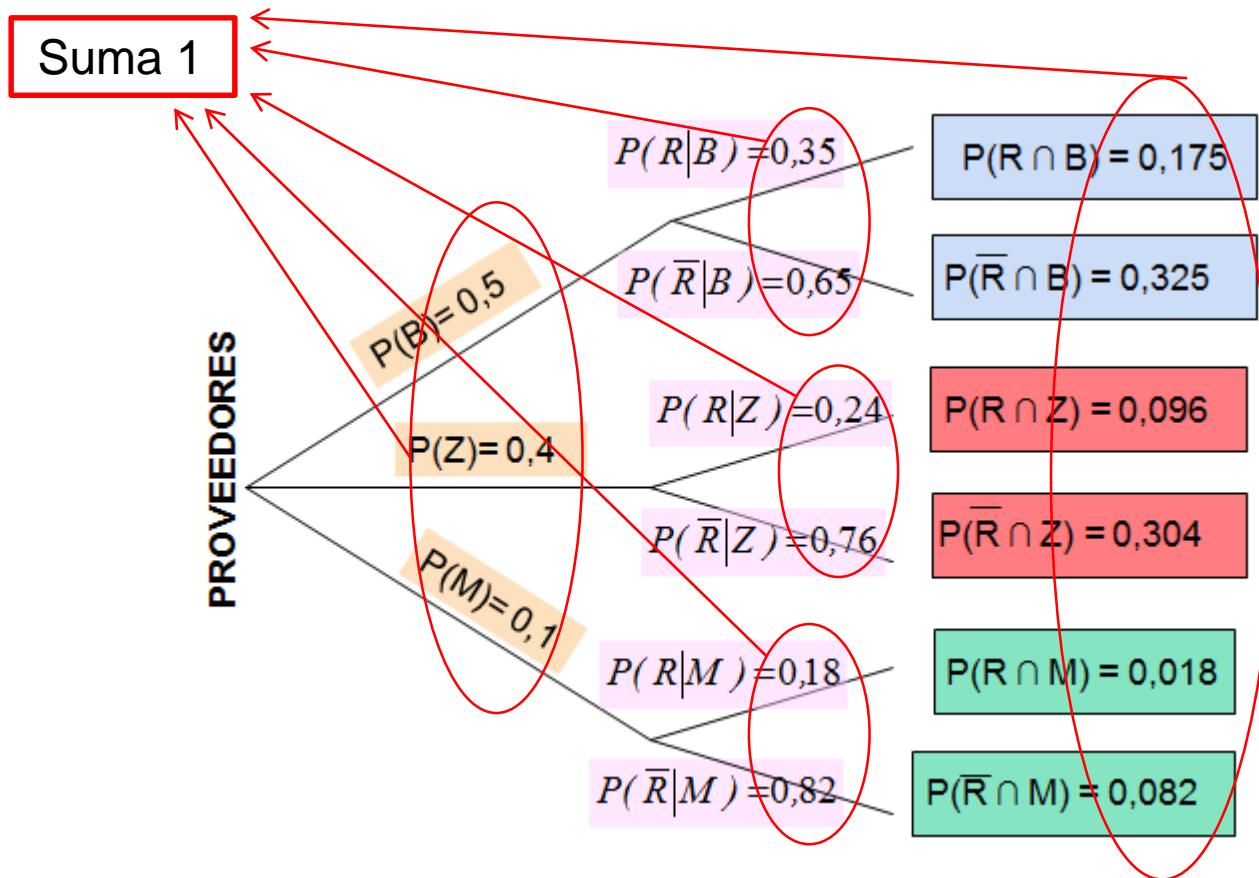 Suma 1
P( R|B ) =0,35
P(R ∩ B) = 0,175
P( R̅|B ) =0,65
P(R̅ ∩ B) = 0,325
P(B)= 0,5
P( R|Z ) =0,24
P(R ∩ Z) = 0,096
P(Z)= 0,4
PROVEEDORES
P( R̅|Z ) =0,76
P(R̅ ∩ Z) = 0,304
P(M)= 0,1
P( R|M ) =0,18
P(R ∩ M) = 0,018
P( R̅|M ) =0,82
P(R̅ ∩ M) = 0,082